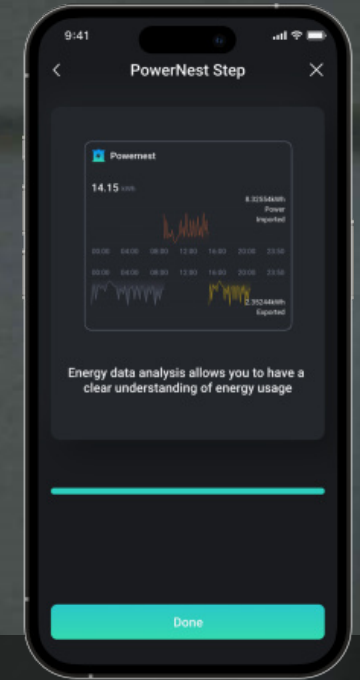 9:41
PowerNest Step
Powernest
14.15 kWh
Power
Imported
00:00 04:00 08:00 12:00 16:00 20:00 23:50
00:00 04:00 08:00 12:00 16:00 20:00 23:50
Exported
Energy data analysis allows you to have a
clear understanding of energy usage
Done